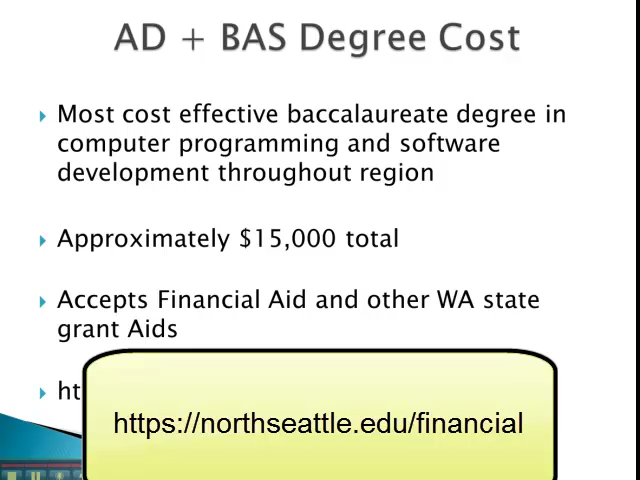 AD + BAS Degree Cost
Most cost effective baccalaureate degree in
computer programming and software
development throughout region
Approximately $15,000 total
Accepts Financial Aid and other WA state
grant Aids
https://northseattle.edu/financial